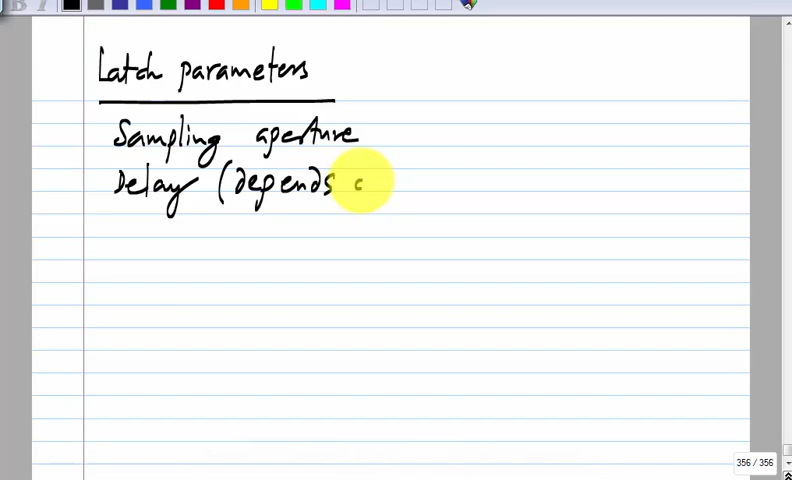 Latch parameters
Sampling aperture
Delay (depends
356 / 356